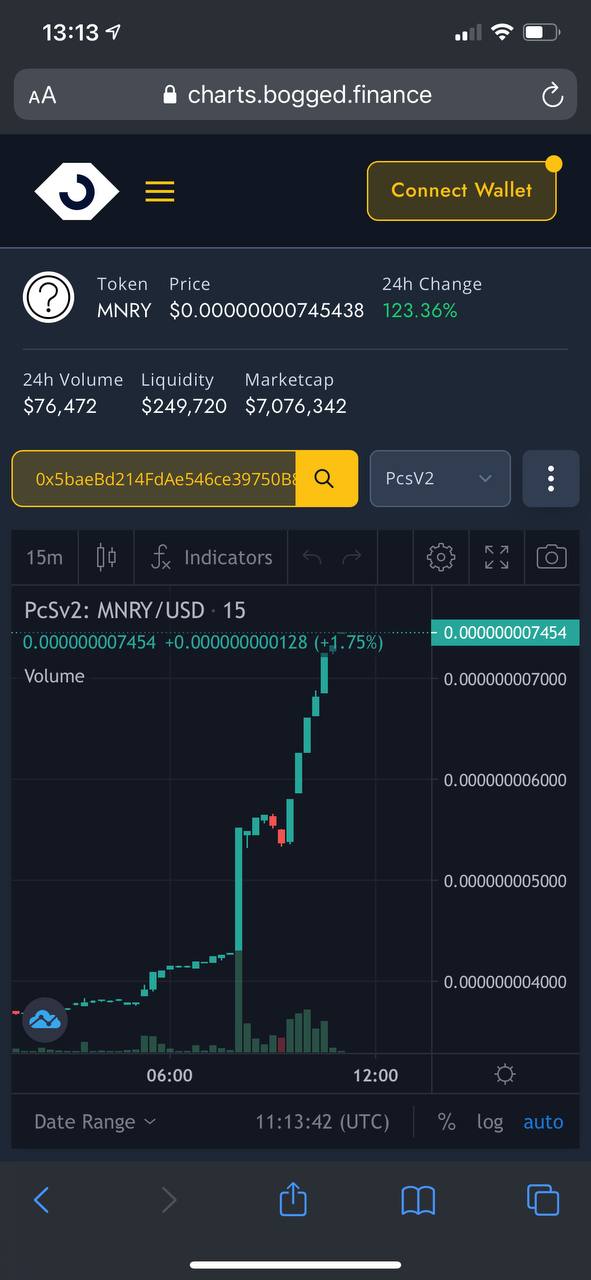 13:13
AA charts.bogged.finance
Connect Wallet
Token Price 24h Change
MNRY $0.00000000745438 123.36%
24h Volume Liquidity Marketcap
$76,472 $249,720 $7,076,342
0x5baeBd214FdAe546ce39750B8 PcsV2
15m fx Indicators
PcSv2: MNRY/USD · 15
0.000000007454 +0.000000000128 (+1.75%) 0.000000007454
Volume
0.000000007000
0.000000006000
0.000000005000
0.000000004000
06:00 12:00
Date Range 11:13:42 (UTC) % log auto